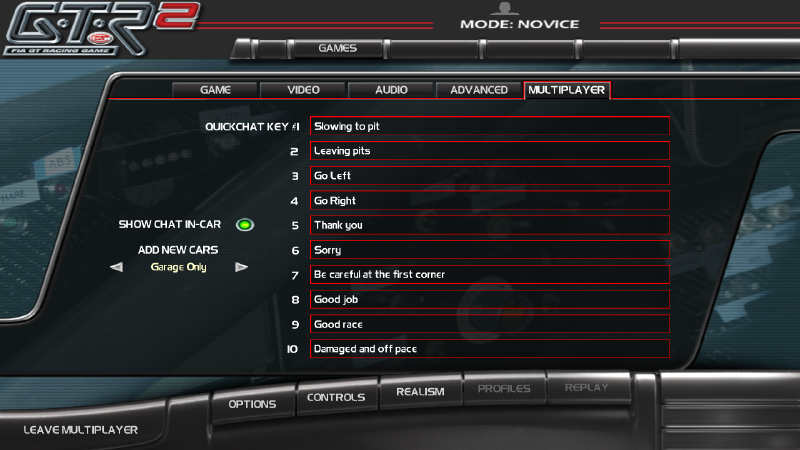 GTR2
FIA GT RACING GAME
MODE: NOVICE
GAMES
GAME VIDEO AUDIO ADVANCED MULTIPLAYER
QUICKCHAT KEY #1 Slowing to pit
2 Leaving pits
3 Go Left
4 Go Right
SHOW CHAT IN-CAR
5 Thank you
ADD NEW CARS
6 Sorry
Garage Only
7 Be careful at the first corner
8 Good job
9 Good race
10 Damaged and off pace
LEAVE MULTIPLAYER
OPTIONS CONTROLS REALISM PROFILES REPLAY
ABS